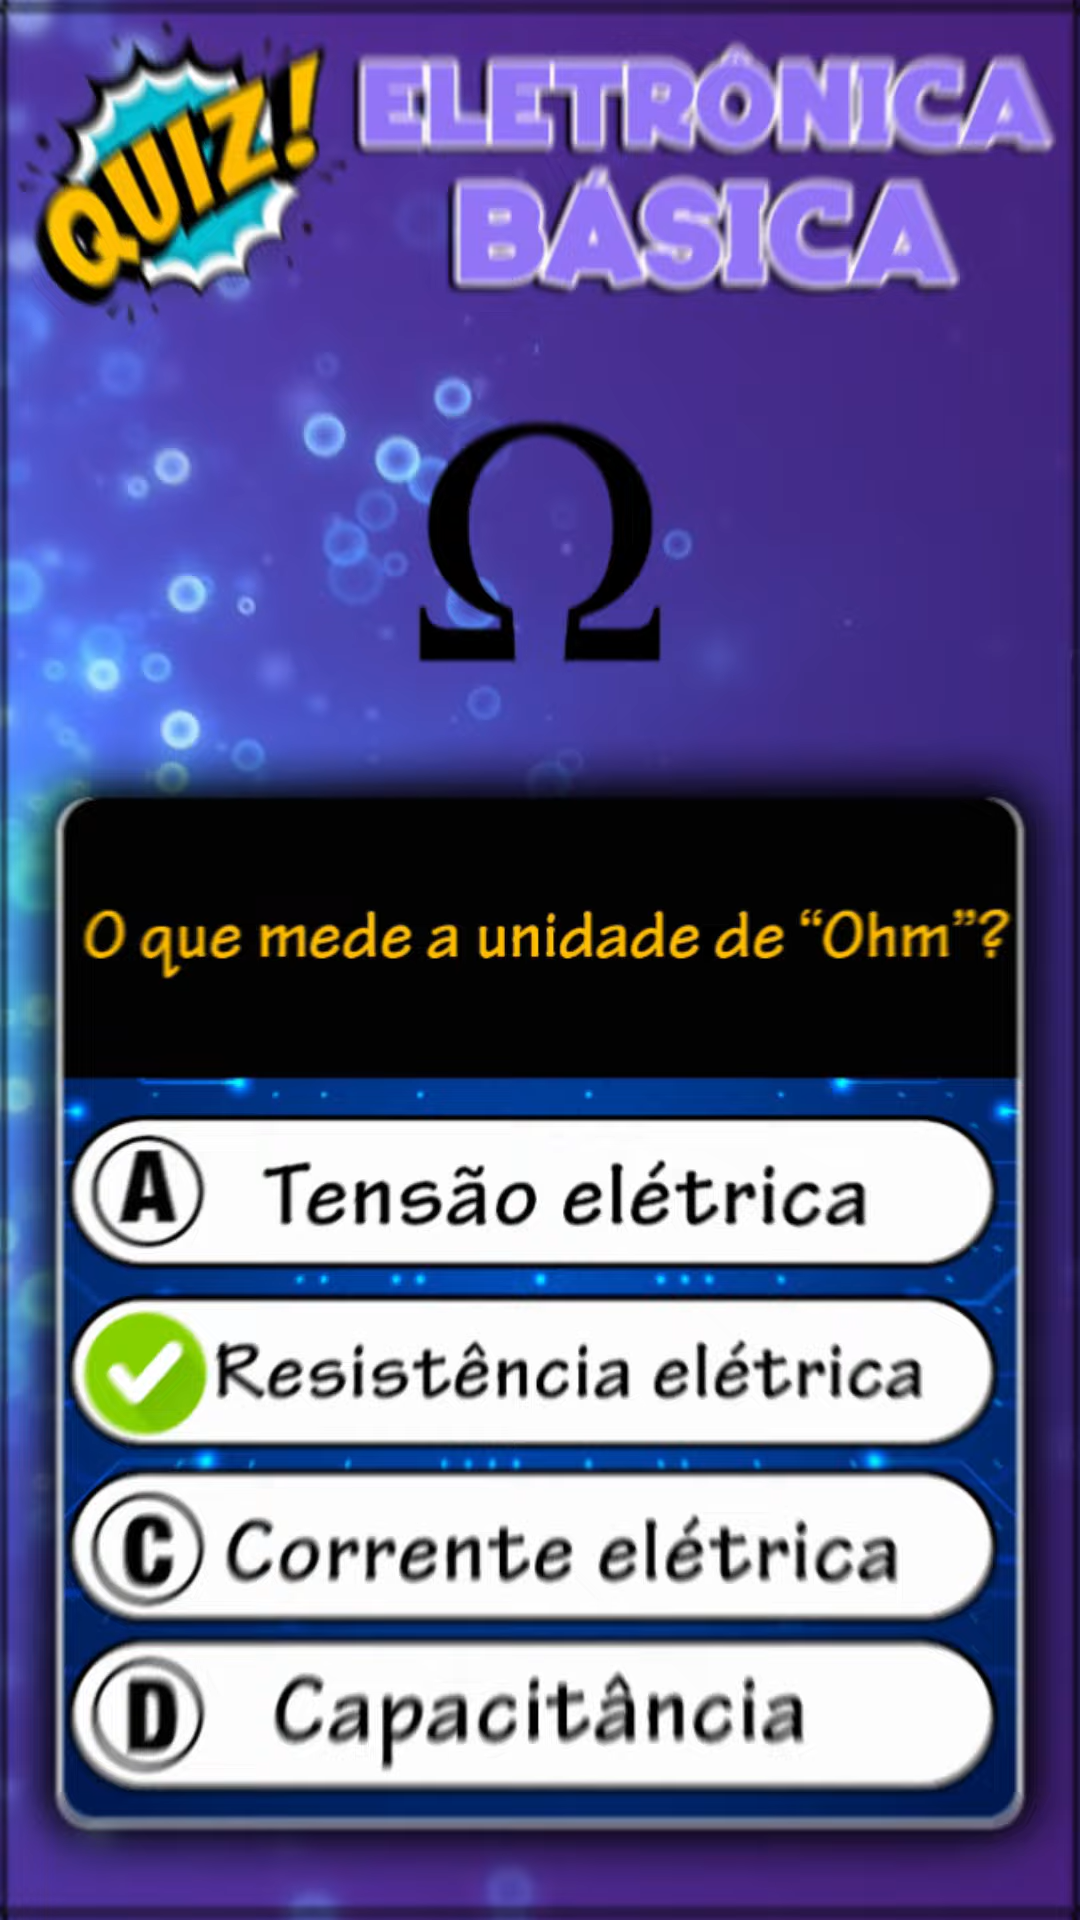 QUIZ!
ELETRÔNICA
BÁSICA
Ω
O que mede a unidade de “Ohm”?
A Tensão elétrica
Resistência elétrica
C Corrente elétrica
D Capacitância